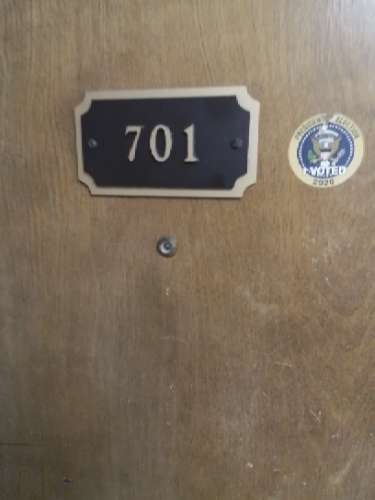 701
PRESIDENTIAL ELECTION
I VOTED
2020